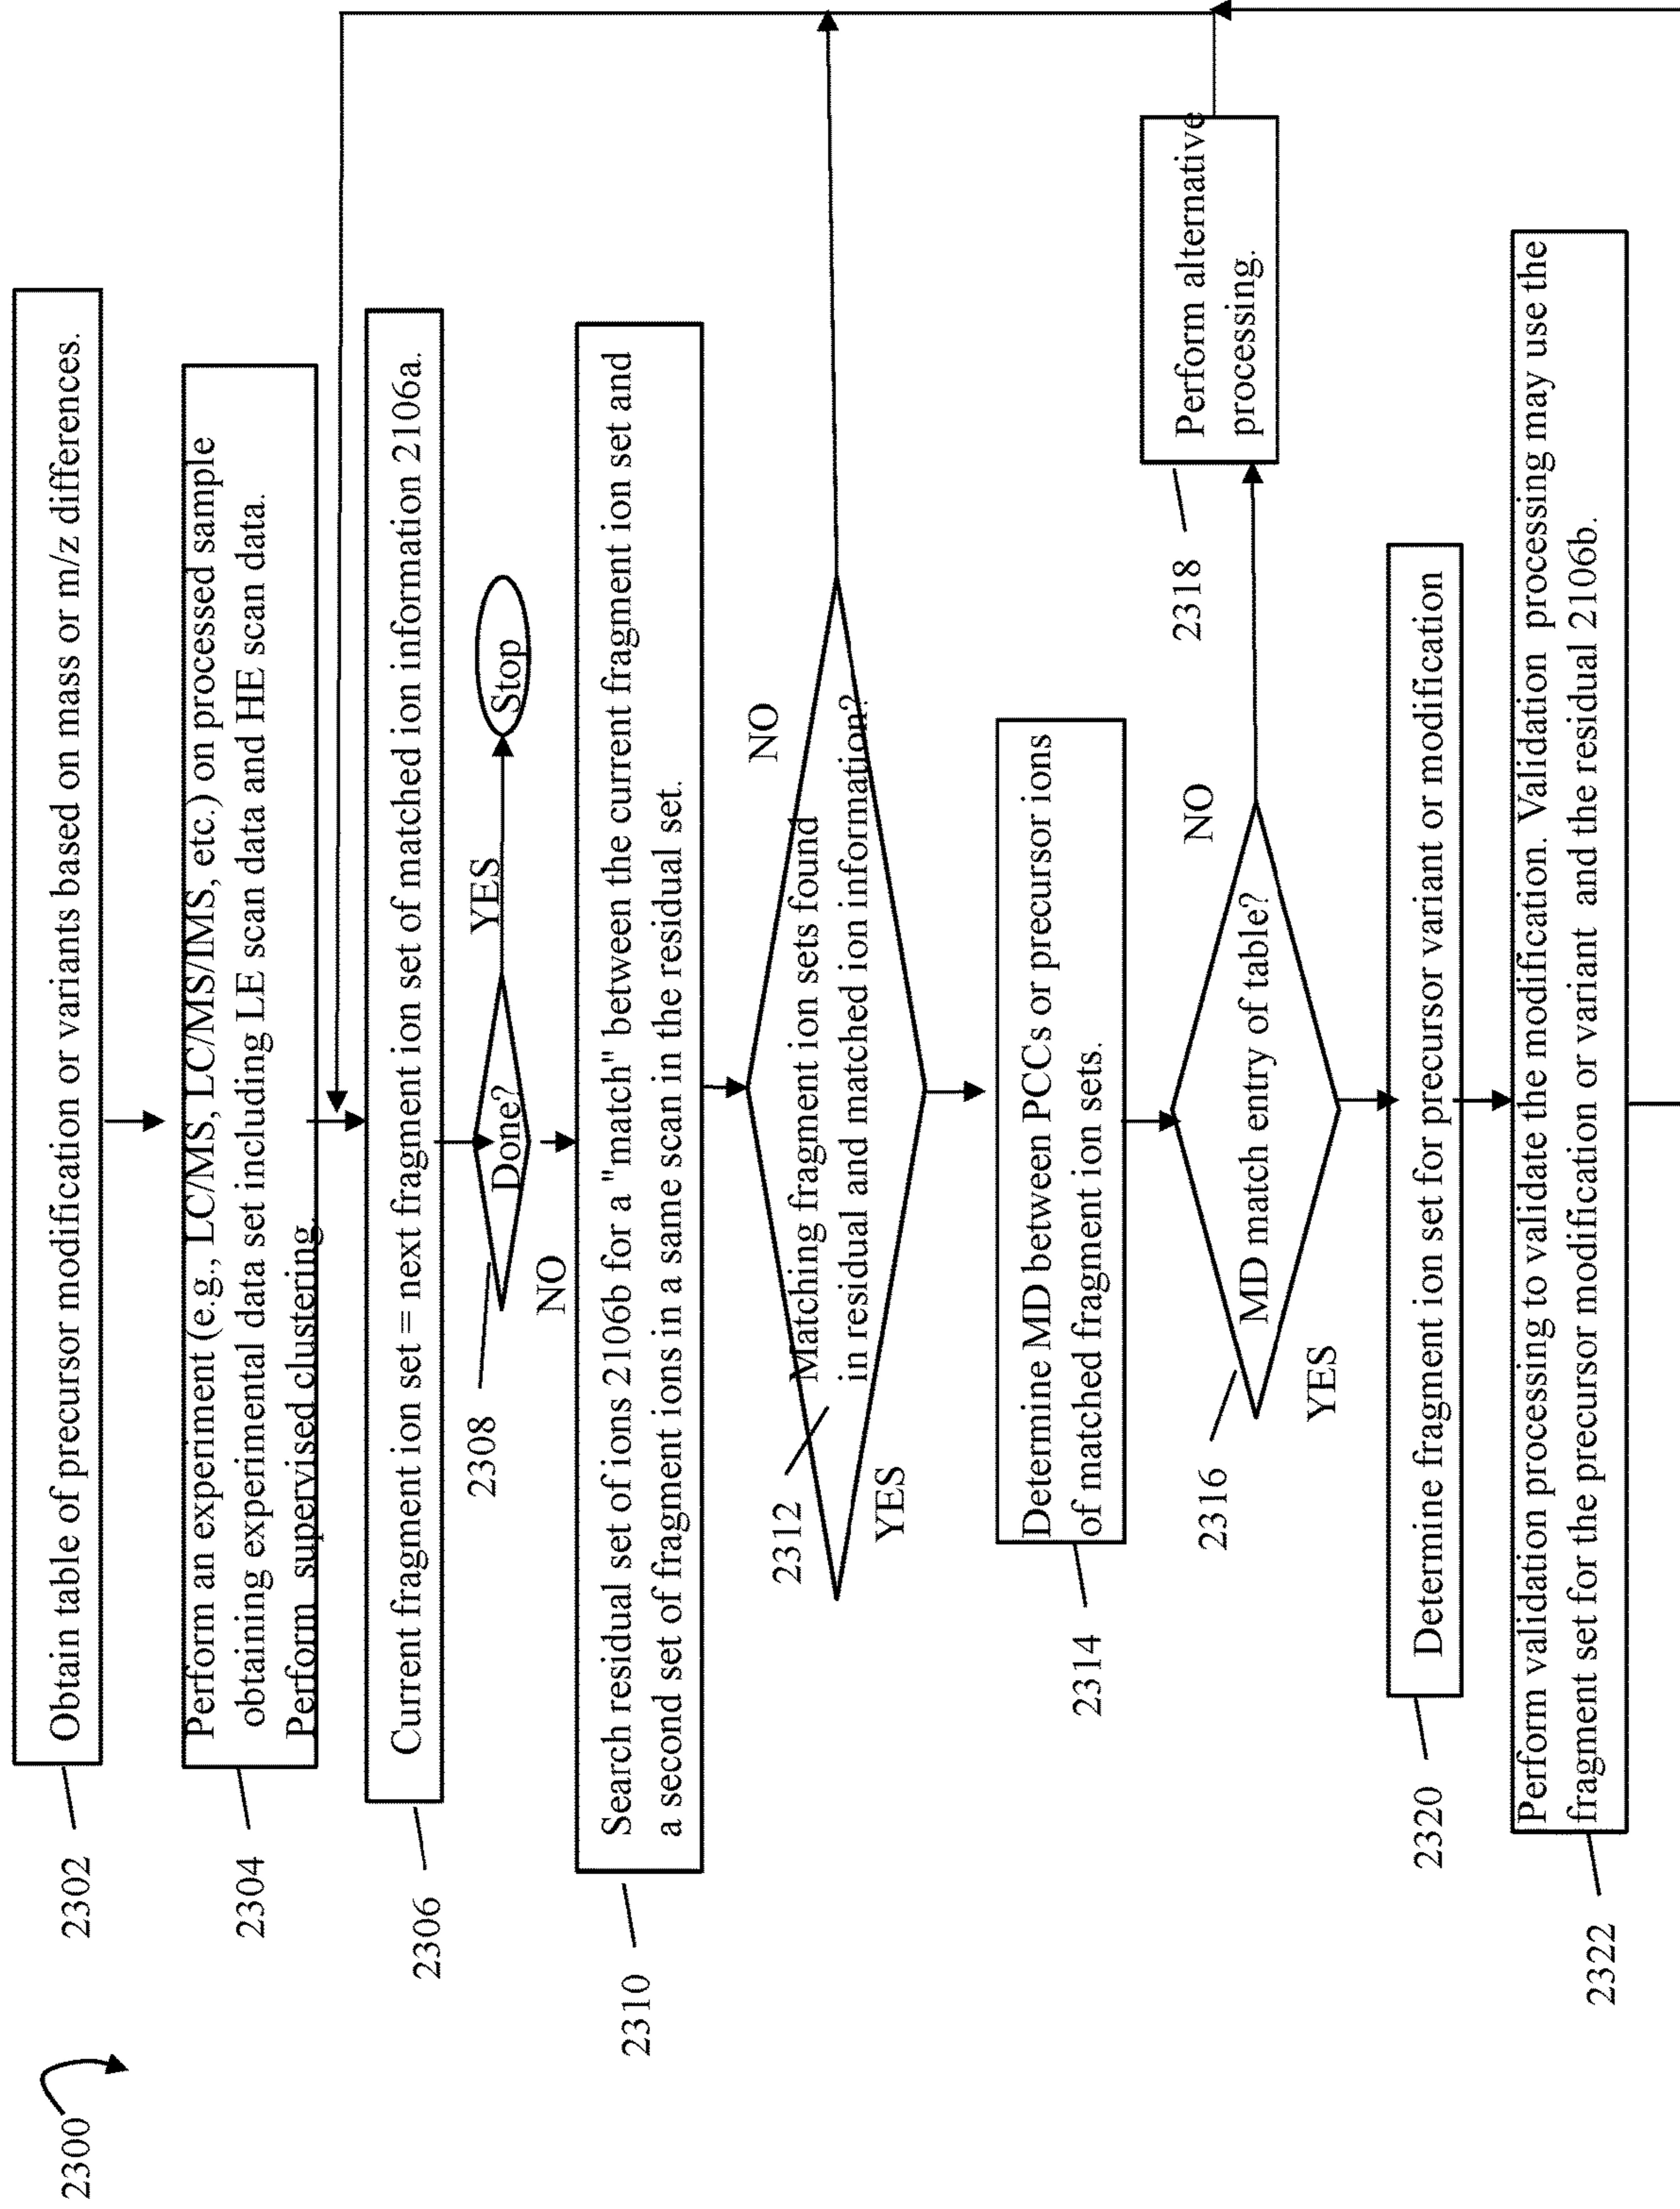 2300
2302
Obtain table of precursor modification or variants based on mass or m/z differences.
2304
Perform an experiment (e.g., LC/MS, LC/MS/IMS, etc.) on processed sample
obtaining experimental data set including LE scan data and HE scan data.
Perform supervised clustering.
2306
Current fragment ion set = next fragment ion set of matched ion information 2106a.
2308
Done?
YES
Stop
NO
2310
Search residual set of ions 2106b for a "match" between the current fragment ion set and
a second set of fragment ions in a same scan in the residual set.
2312
Matching fragment ion sets found
in residual and matched ion information?
NO
YES
2314
Determine MD between PCCs or precursor ions
of matched fragment ion sets.
2316
MD match entry of table?
NO
YES
2318
Perform alternative
processing.
2320
Determine fragment ion set for precursor variant or modification
2322
Perform validation processing to validate the modification. Validation processing may use the
fragment set for the precursor modification or variant and the residual 2106b.